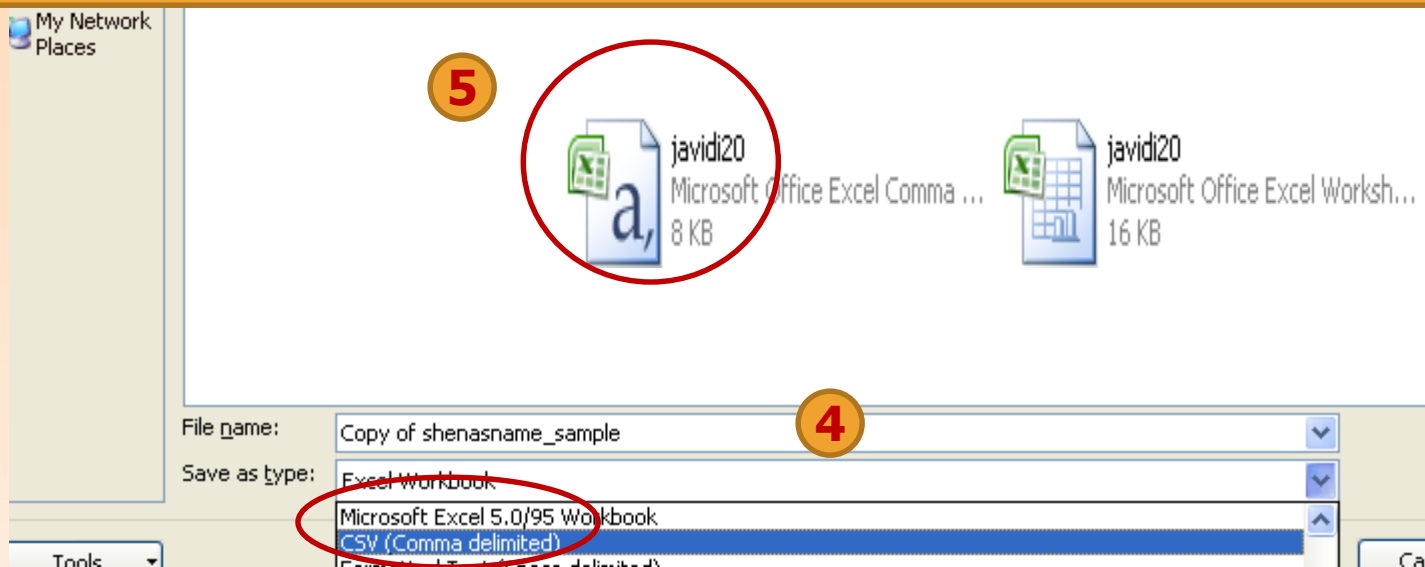 My Network
Places
5
javidi20
Microsoft Office Excel Comma ...
8 KB
javidi20
Microsoft Office Excel Worksh...
16 KB
4
File name:
Copy of shenasname_sample
Save as type:
Excel Workbook
Microsoft Excel 5.0/95 Workbook
CSV (Comma delimited)
delimited)
Tools
Ca